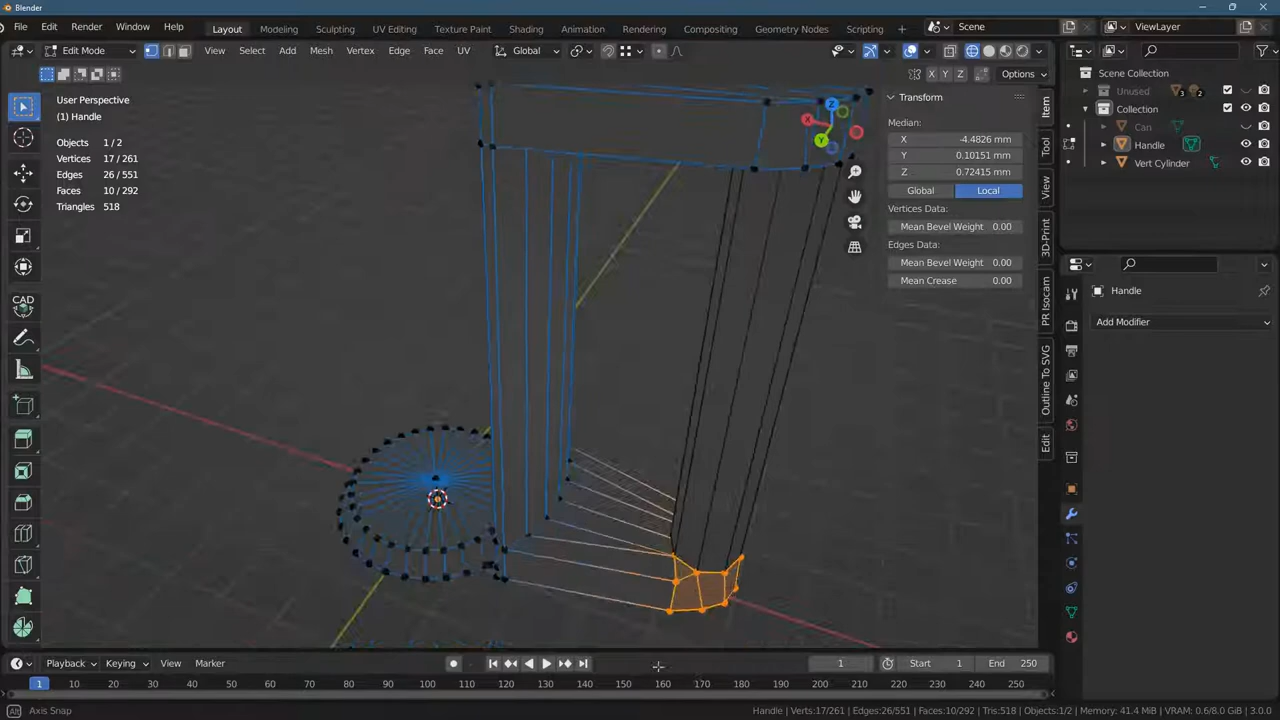 Blender
File Edit Render Window Help
Layout Modeling Sculpting UV Editing Texture Paint Shading Animation Rendering Compositing Geometry Nodes Scripting +
Scene
ViewLayer
Edit Mode View Select Add Mesh Vertex Edge Face UV
Global
X Y Z Options
User Perspective
(1) Handle
Objects 1 / 2
Vertices 17 / 261
Edges 26 / 551
Faces 10 / 292
Triangles 518
Z
X
Y
CAD
Transform
Median:
X -4.4826 mm
Y 0.10151 mm
Z 0.72415 mm
Global Local
Vertices Data:
Mean Bevel Weight 0.00
Edges Data:
Mean Bevel Weight 0.00
Mean Crease 0.00
Item
Tool
View
3D-Print
PR Isocam
Outline To SVG
Edit
Scene Collection
Unused 3 2
Collection
Can
Handle
Vert Cylinder
Handle
Add Modifier
Playback Keying View Marker
1 Start 1 End 250
1 10 20 30 40 50 60 70 80 90 100 110 120 130 140 150 160 170 180 190 200 210 220 230 240 250
Alt Axis Snap
Handle | Verts:17/261 | Edges:26/551 | Faces:10/292 | Tris:518 | Objects:1/2 | Memory: 41.4 MiB | VRAM: 0.6/8.0 GiB | 3.0.0